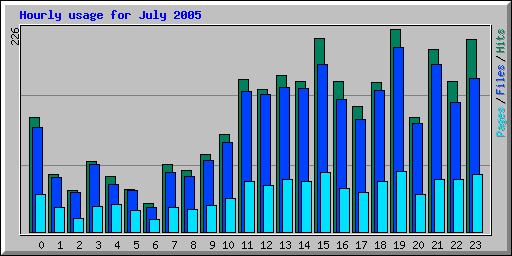 Hourly usage for July 2005
226
Pages/Files/Hits
0 1 2 3 4 5 6 7 8 9 10 11 12 13 14 15 16 17 18 19 20 21 22 23